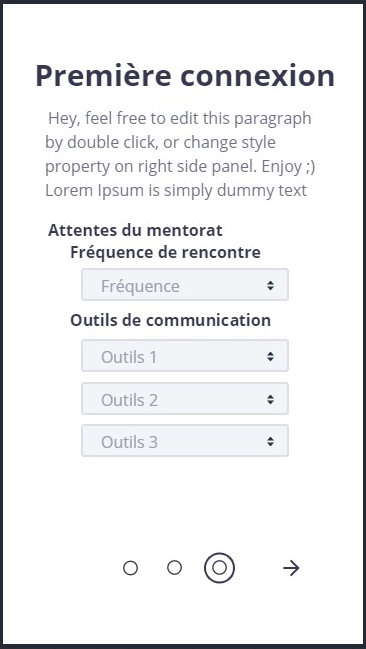 Première connexion
Hey, feel free to edit this paragraph
by double click, or change style
property on right side panel. Enjoy ;)
Lorem Ipsum is simply dummy text
Attentes du mentorat
Fréquence de rencontre
Fréquence
Outils de communication
Outils 1
Outils 2
Outils 3